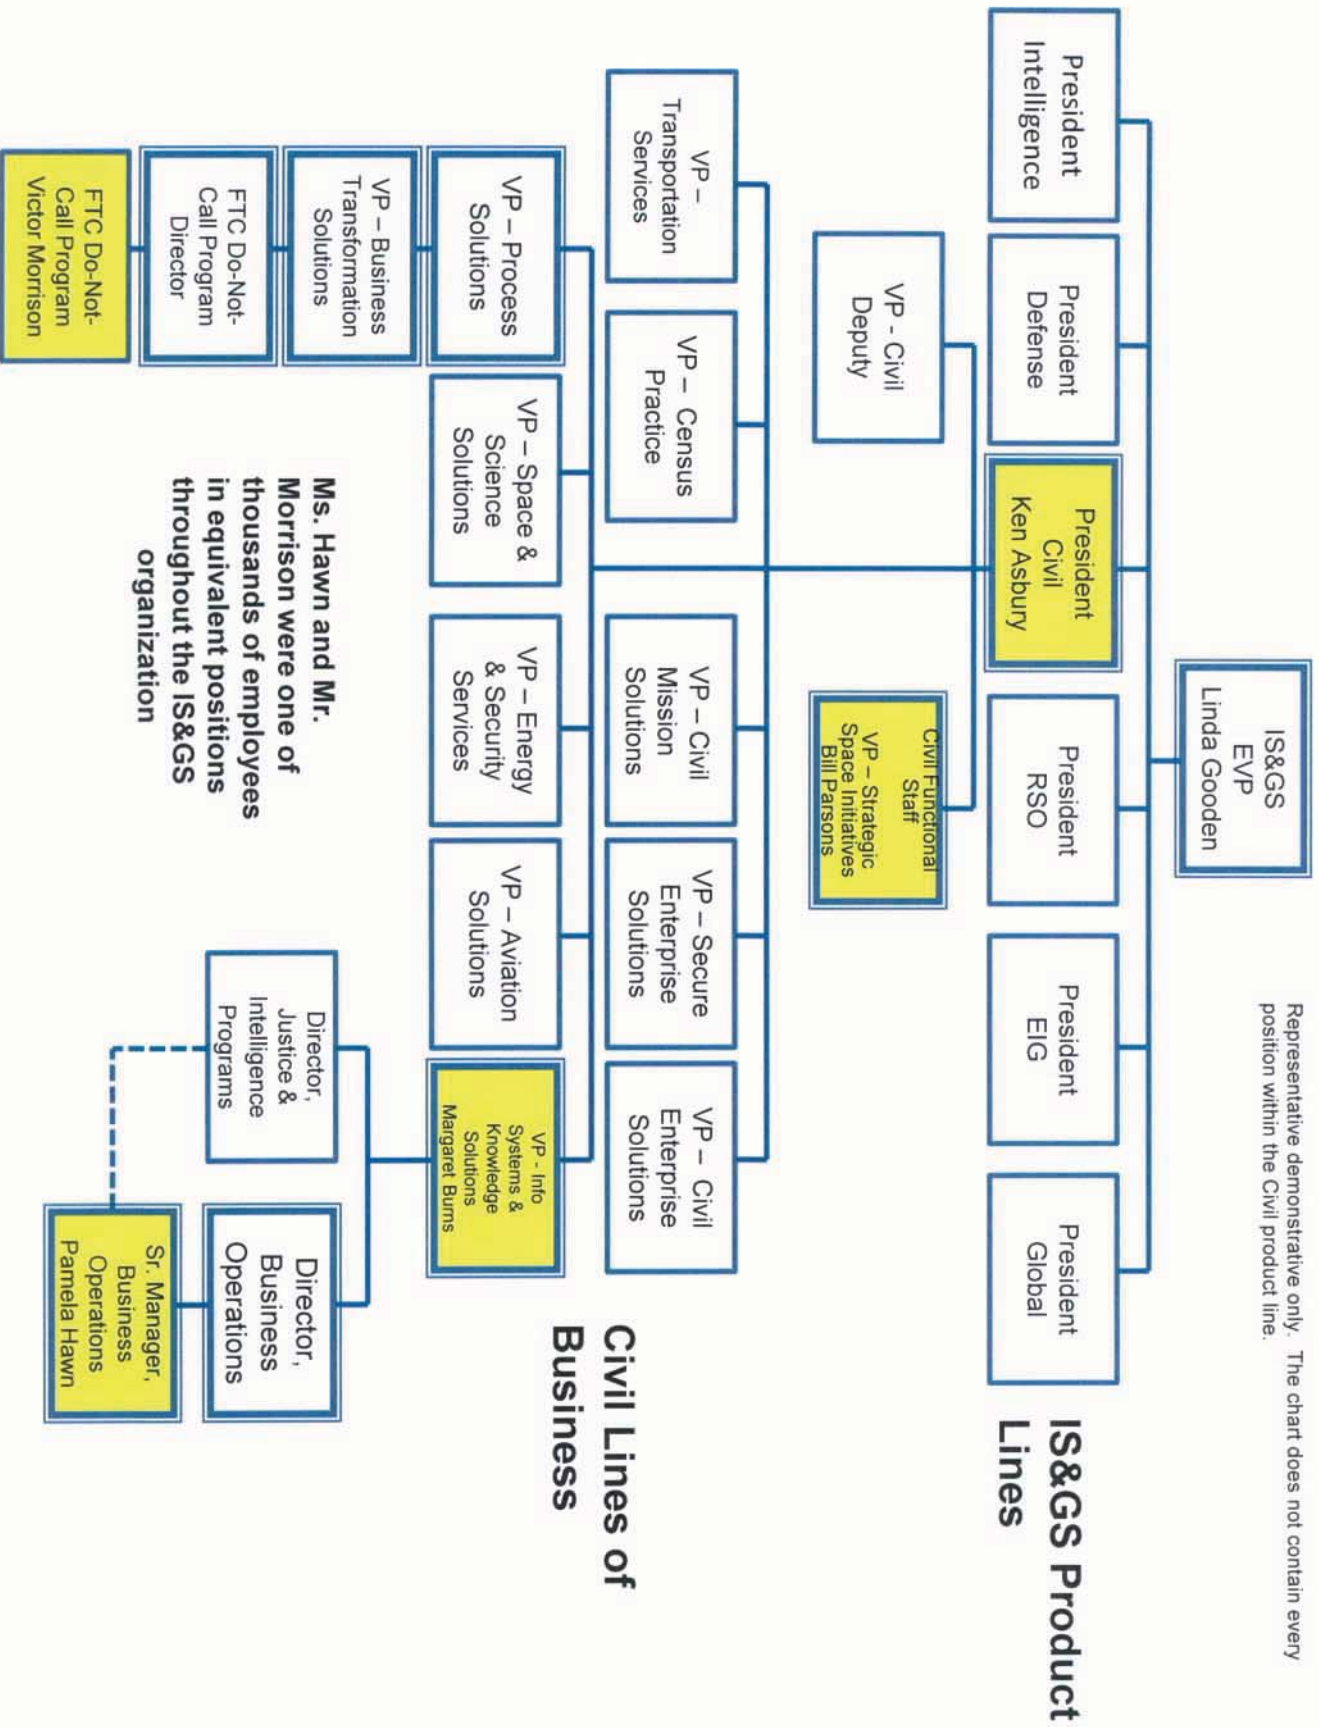 Representative demonstrative only. The chart does not contain every
position within the Civil product line.
IS&GS
EVP
Linda Gooden
IS&GS Product
Lines
President
Intelligence
President
Defense
President
Civil
Ken Asbury
President
RSO
President
EIG
President
Global
VP - Civil
Deputy
Civil Functional
Staff
VP – Strategic
Space Initiatives
Bill Parsons
VP –
Transportation
Services
VP – Census
Practice
VP – Civil
Mission
Solutions
VP – Secure
Enterprise
Solutions
VP – Civil
Enterprise
Solutions
Civil Lines of
Business
VP – Process
Solutions
VP – Space &
Science
Solutions
VP – Energy
& Security
Services
VP – Aviation
Solutions
VP - Info
Systems &
Knowledge
Solutions
Margaret Burns
VP – Business
Transformation
Solutions
FTC Do-Not-
Call Program
Director
FTC Do-Not-
Call Program
Victor Morrison
Ms. Hawn and Mr.
Morrison were one of
thousands of employees
in equivalent positions
throughout the IS&GS
organization
Director,
Justice &
Intelligence
Programs
Director,
Business
Operations
Sr. Manager,
Business
Operations
Pamela Hawn